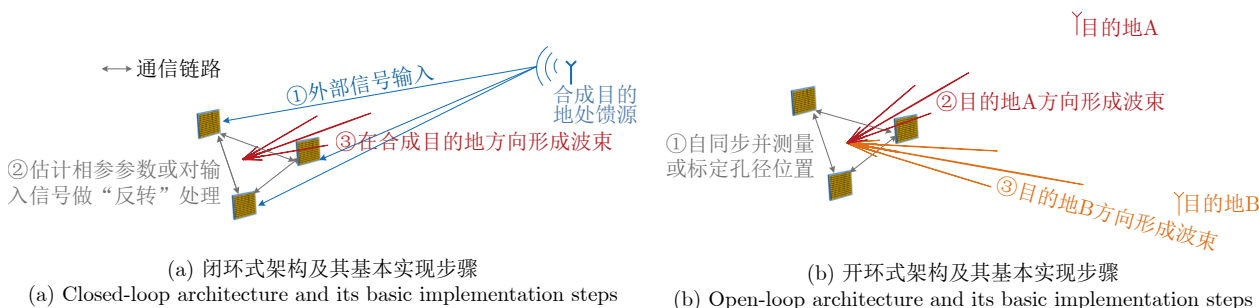 通信链路
①外部信号输入
合成目的
地处馈源
③在合成目的地方向形成波束
②估计相参参数或对输
入信号做“反转”处理
(a) 闭环式架构及其基本实现步骤
(a) Closed-loop architecture and its basic implementation steps
目的地A
②目的地A方向形成波束
①自同步并测量
或标定孔径位置
③目的地B方向形成波束
目的地B
(b) 开环式架构及其基本实现步骤
(b) Open-loop architecture and its basic implementation steps